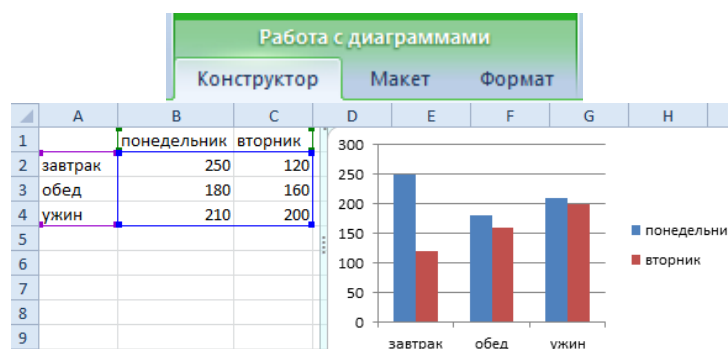 Работа с диаграммами
Конструктор Макет Формат
A B C D E F G H
1 понедельник вторник
2 завтрак 250 120
3 обед 180 160
4 ужин 210 200
5
6
7
8
9
300
250
200
150
100
50
0
завтрак обед ужин
понедельни
вторник